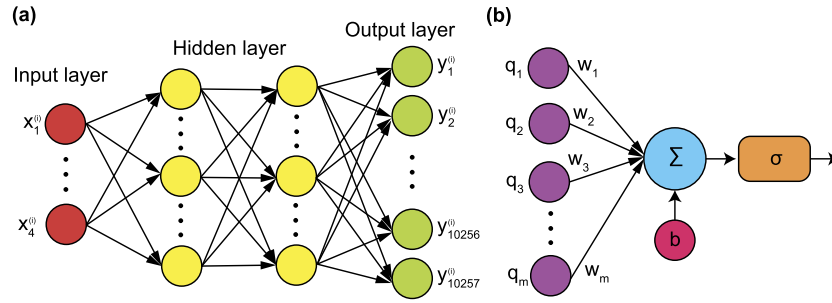 (a)
Input layer
Hidden layer
Output layer
x₁⁽ⁱ⁾
x₄⁽ⁱ⁾
y₁⁽ⁱ⁾
y₂⁽ⁱ⁾
y₁₀₂₅₆⁽ⁱ⁾
y₁₀₂₅₇⁽ⁱ⁾
(b)
q₁ w₁
q₂ w₂
q₃ w₃
qₘ wₘ
Σ
σ
b